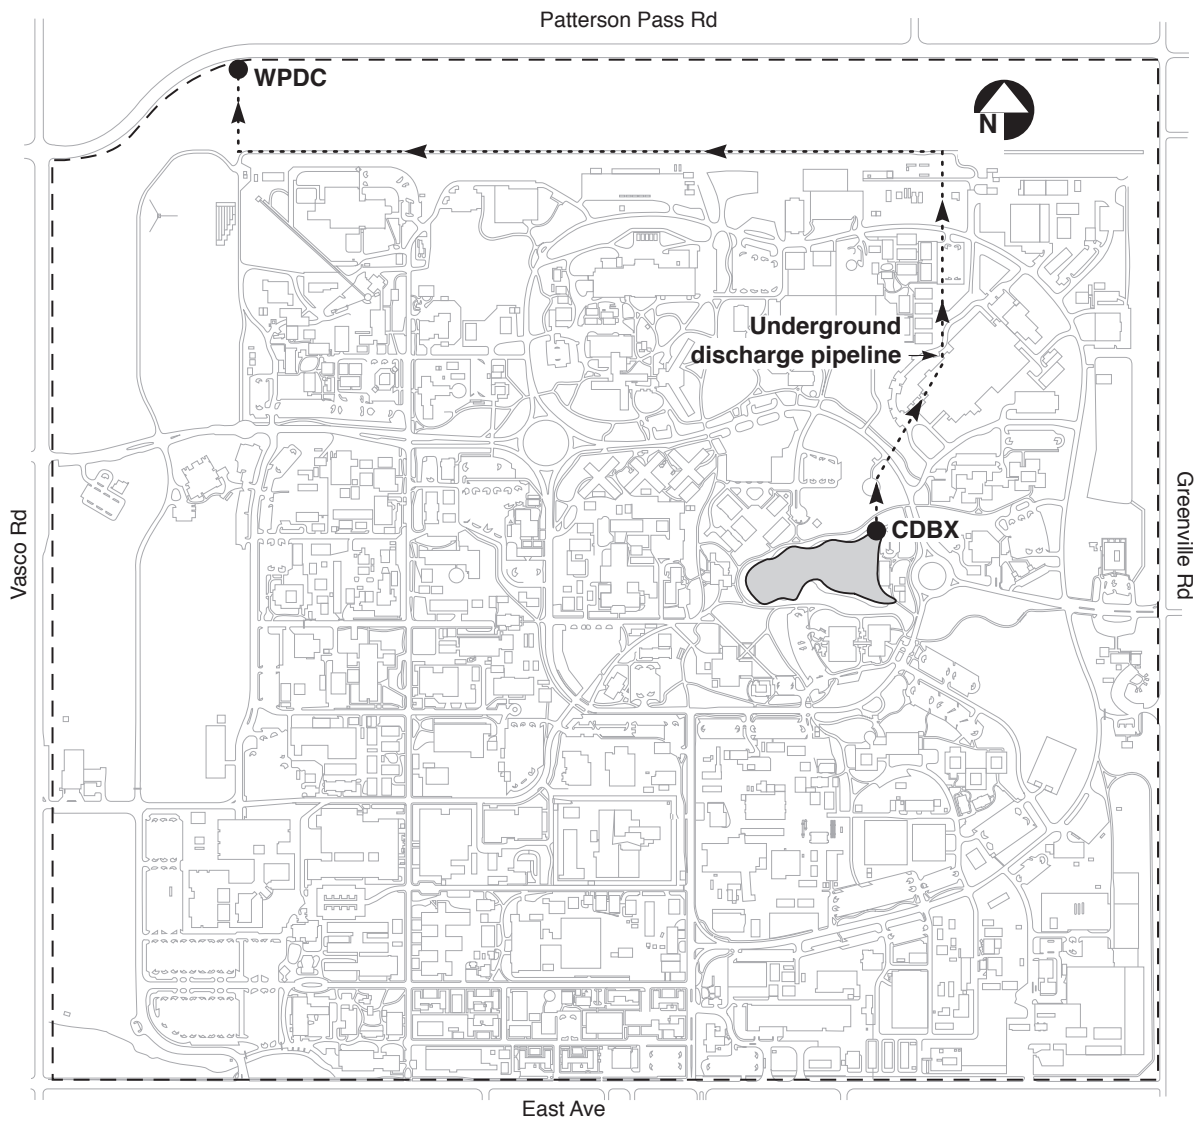 Patterson Pass Rd
WPDC
N
Underground
discharge pipeline
CDBX
Vasco Rd
Greenville Rd
East Ave